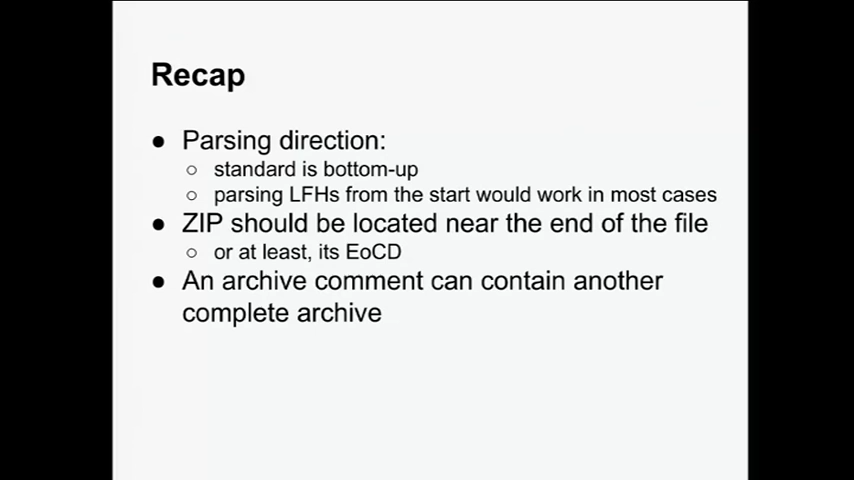 Recap
● Parsing direction:
○ standard is bottom-up
○ parsing LFHs from the start would work in most cases
● ZIP should be located near the end of the file
○ or at least, its EoCD
● An archive comment can contain another
complete archive